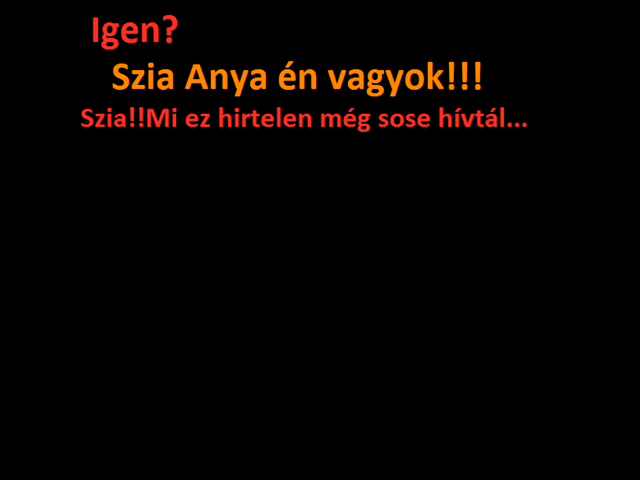 Igen?
Szia Anya én vagyok!!!
Szia!!Mi ez hirtelen még sose hívtál...